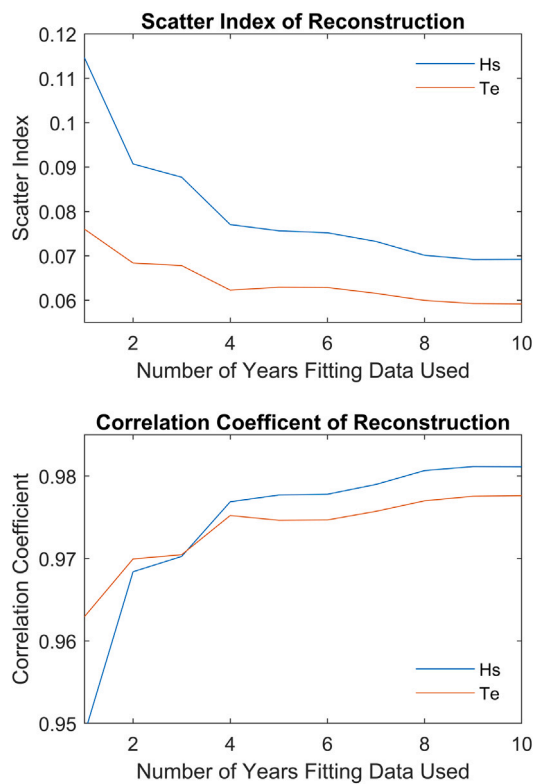 Scatter Index of Reconstruction
0.12
0.11
0.1
0.09
0.08
0.07
0.06
Scatter Index
Hs
Te
2 4 6 8 10
Number of Years Fitting Data Used
Correlation Coefficent of Reconstruction
0.98
0.97
0.96
0.95
Correlation Coefficient
Hs
Te
2 4 6 8 10
Number of Years Fitting Data Used